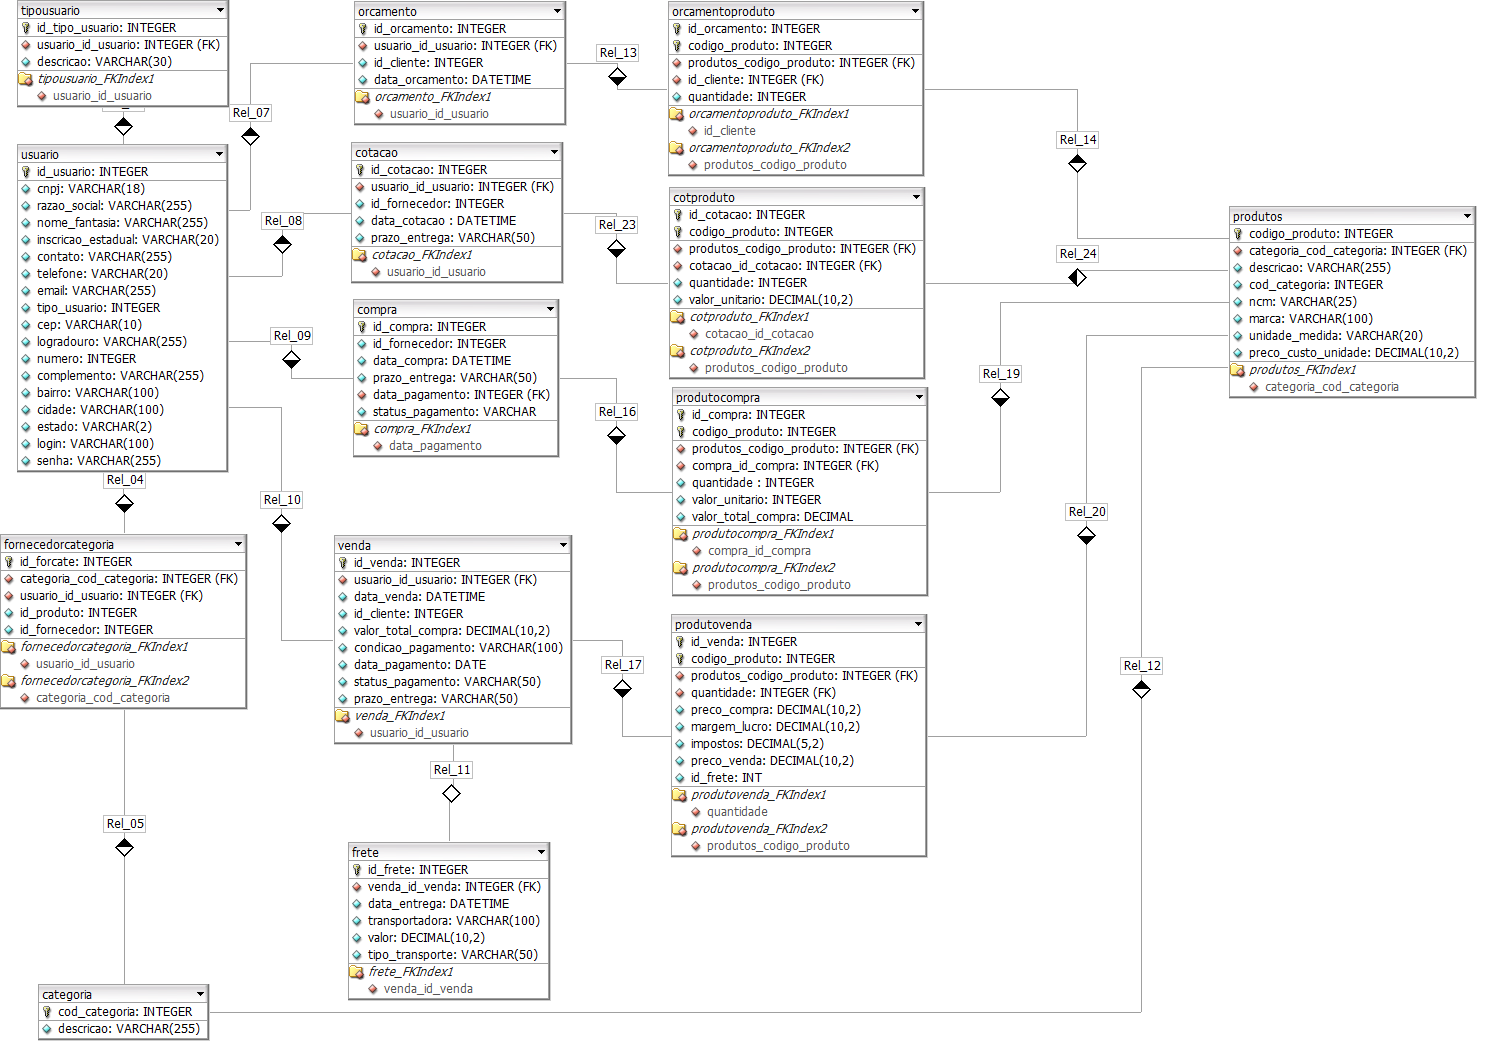 tipousuario
id_tipo_usuario: INTEGER
usuario_id_usuario: INTEGER (FK)
descricao: VARCHAR(30)
tipousuario_FKIndex1
usuario_id_usuario
usuario
id_usuario: INTEGER
cnpj: VARCHAR(18)
razao_social: VARCHAR(255)
nome_fantasia: VARCHAR(255)
inscricao_estadual: VARCHAR(20)
contato: VARCHAR(255)
telefone: VARCHAR(20)
email: VARCHAR(255)
tipo_usuario: INTEGER
cep: VARCHAR(10)
logradouro: VARCHAR(255)
numero: INTEGER
complemento: VARCHAR(255)
bairro: VARCHAR(100)
cidade: VARCHAR(100)
estado: VARCHAR(2)
login: VARCHAR(100)
senha: VARCHAR(255)
Rel_04
fornecedorcategoria
id_forcate: INTEGER
categoria_cod_categoria: INTEGER (FK)
usuario_id_usuario: INTEGER (FK)
id_produto: INTEGER
id_fornecedor: INTEGER
fornecedorcategoria_FKIndex1
usuario_id_usuario
fornecedorcategoria_FKIndex2
categoria_cod_categoria
Rel_05
categoria
cod_categoria: INTEGER
descricao: VARCHAR(255)
Rel_07
Rel_08
Rel_09
Rel_10
orcamento
id_orcamento: INTEGER
usuario_id_usuario: INTEGER (FK)
id_cliente: INTEGER
data_orcamento: DATETIME
orcamento_FKIndex1
usuario_id_usuario
cotacao
id_cotacao: INTEGER
usuario_id_usuario: INTEGER (FK)
id_fornecedor: INTEGER
data_cotacao : DATETIME
prazo_entrega: VARCHAR(50)
cotacao_FKIndex1
usuario_id_usuario
compra
id_compra: INTEGER
id_fornecedor: INTEGER
data_compra: DATETIME
prazo_entrega: VARCHAR(50)
data_pagamento: INTEGER (FK)
status_pagamento: VARCHAR
compra_FKIndex1
data_pagamento
venda
id_venda: INTEGER
usuario_id_usuario: INTEGER (FK)
data_venda: DATETIME
id_cliente: INTEGER
valor_total_compra: DECIMAL(10,2)
condicao_pagamento: VARCHAR(100)
data_pagamento: DATE
status_pagamento: VARCHAR(50)
prazo_entrega: VARCHAR(50)
venda_FKIndex1
usuario_id_usuario
Rel_11
frete
id_frete: INTEGER
venda_id_venda: INTEGER (FK)
data_entrega: DATETIME
transportadora: VARCHAR(100)
valor: DECIMAL(10,2)
tipo_transporte: VARCHAR(50)
frete_FKIndex1
venda_id_venda
Rel_13
Rel_23
Rel_16
Rel_17
orcamentoproduto
id_orcamento: INTEGER
codigo_produto: INTEGER
produtos_codigo_produto: INTEGER (FK)
id_cliente: INTEGER (FK)
quantidade: INTEGER
orcamentoproduto_FKIndex1
id_cliente
orcamentoproduto_FKIndex2
produtos_codigo_produto
cotproduto
id_cotacao: INTEGER
codigo_produto: INTEGER
produtos_codigo_produto: INTEGER (FK)
cotacao_id_cotacao: INTEGER (FK)
quantidade: INTEGER
valor_unitario: DECIMAL(10,2)
cotproduto_FKIndex1
cotacao_id_cotacao
cotproduto_FKIndex2
produtos_codigo_produto
produtocompra
id_compra: INTEGER
codigo_produto: INTEGER
produtos_codigo_produto: INTEGER (FK)
compra_id_compra: INTEGER (FK)
quantidade : INTEGER
valor_unitario: INTEGER
valor_total_compra: DECIMAL
produtocompra_FKIndex1
compra_id_compra
produtocompra_FKIndex2
produtos_codigo_produto
produtovenda
id_venda: INTEGER
codigo_produto: INTEGER
produtos_codigo_produto: INTEGER (FK)
quantidade: INTEGER (FK)
preco_compra: DECIMAL(10,2)
margem_lucro: DECIMAL(10,2)
impostos: DECIMAL(5,2)
preco_venda: DECIMAL(10,2)
id_frete: INT
produtovenda_FKIndex1
quantidade
produtovenda_FKIndex2
produtos_codigo_produto
Rel_14
Rel_24
Rel_19
Rel_20
Rel_12
produtos
codigo_produto: INTEGER
categoria_cod_categoria: INTEGER (FK)
descricao: VARCHAR(255)
cod_categoria: INTEGER
ncm: VARCHAR(25)
marca: VARCHAR(100)
unidade_medida: VARCHAR(20)
preco_custo_unidade: DECIMAL(10,2)
produtos_FKIndex1
categoria_cod_categoria